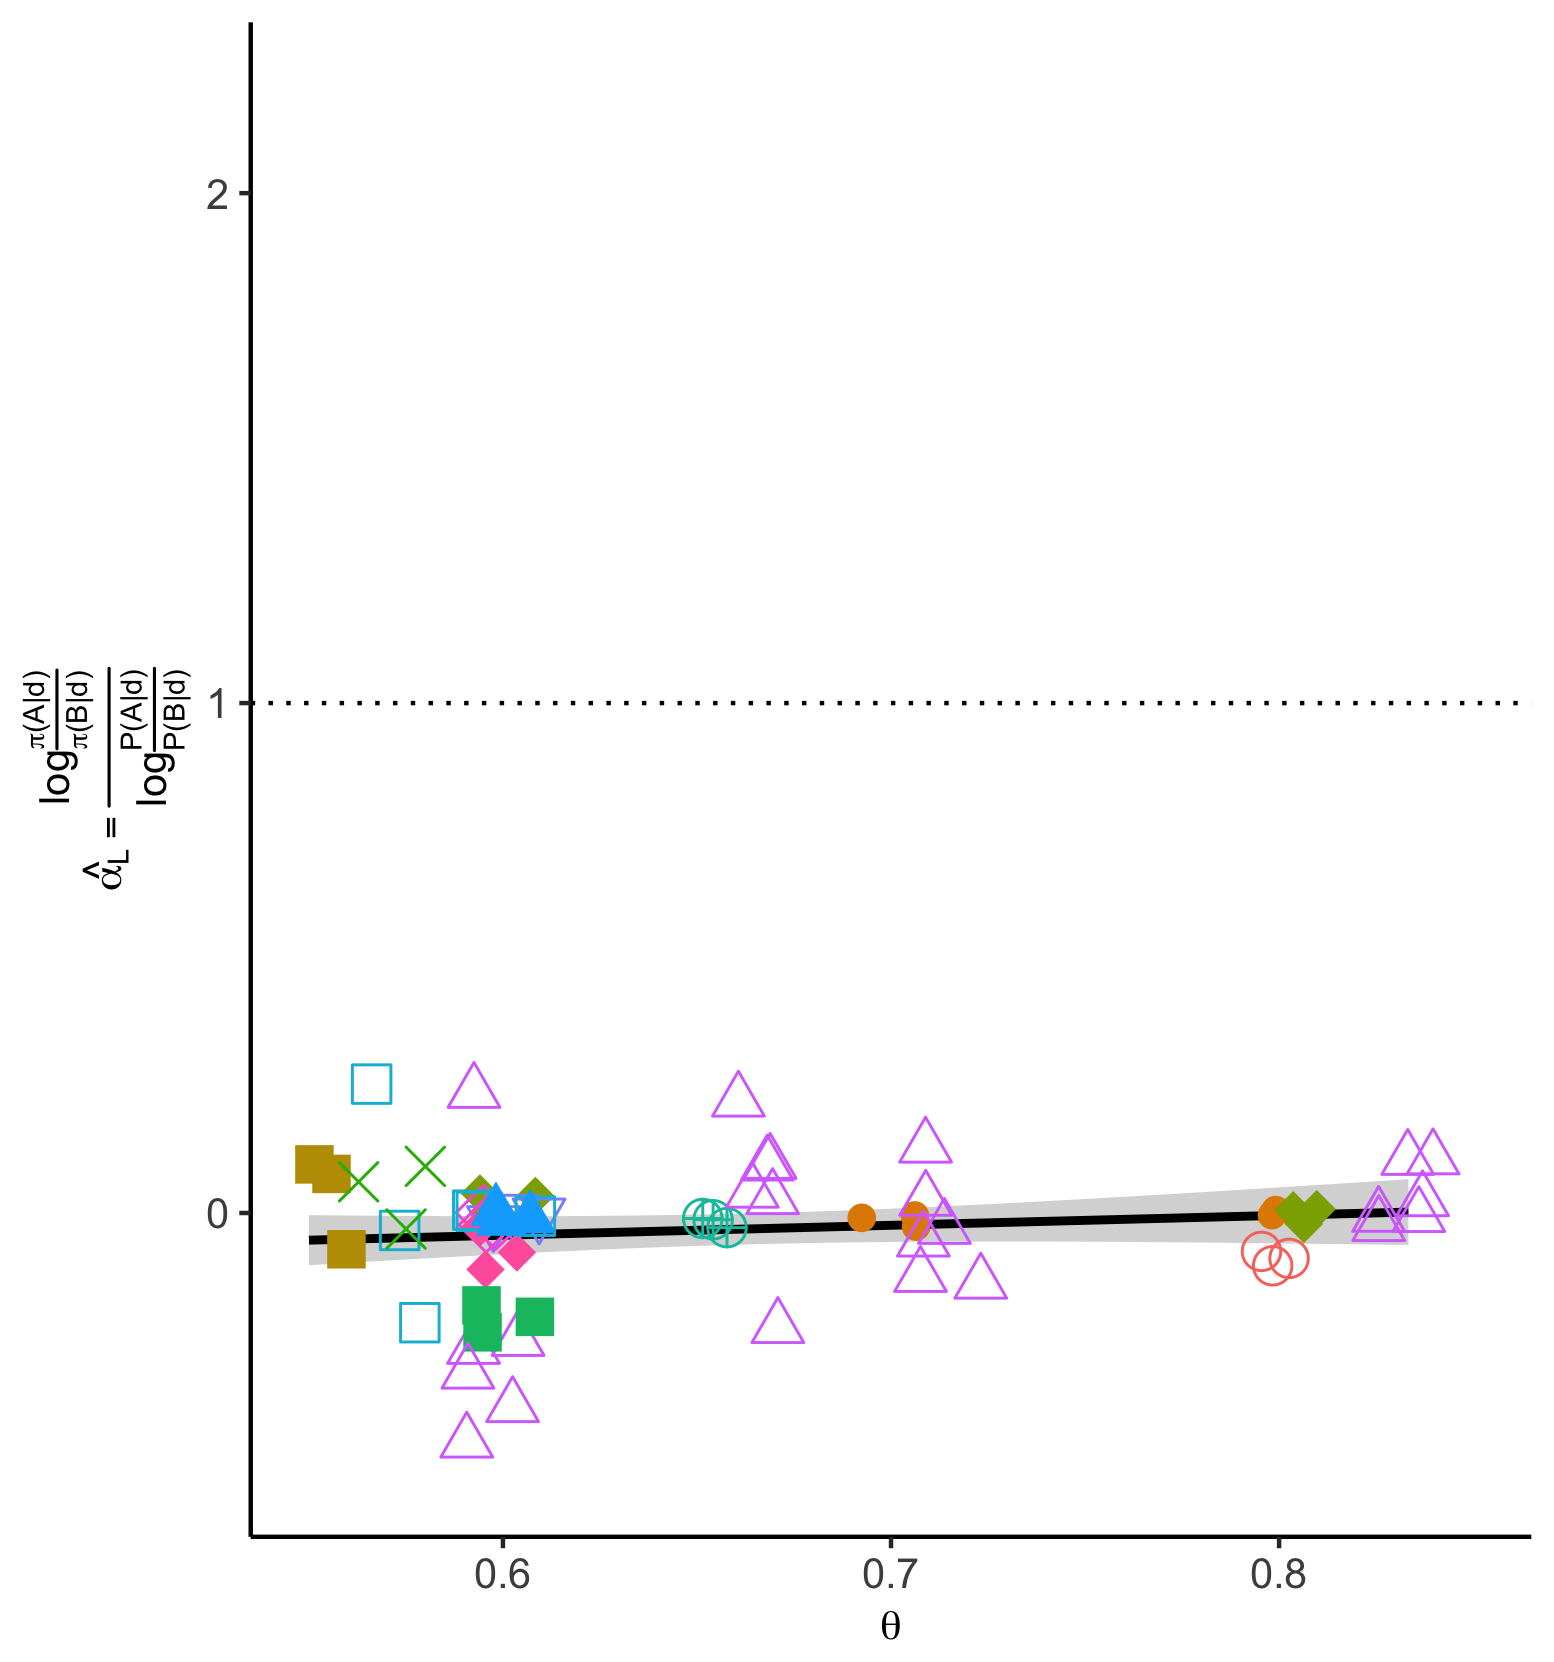 2
1
0
0.6 0.7 0.8
θ
α̂L = log π(A|d) / π(B|d) / log P(A|d) / P(B|d)